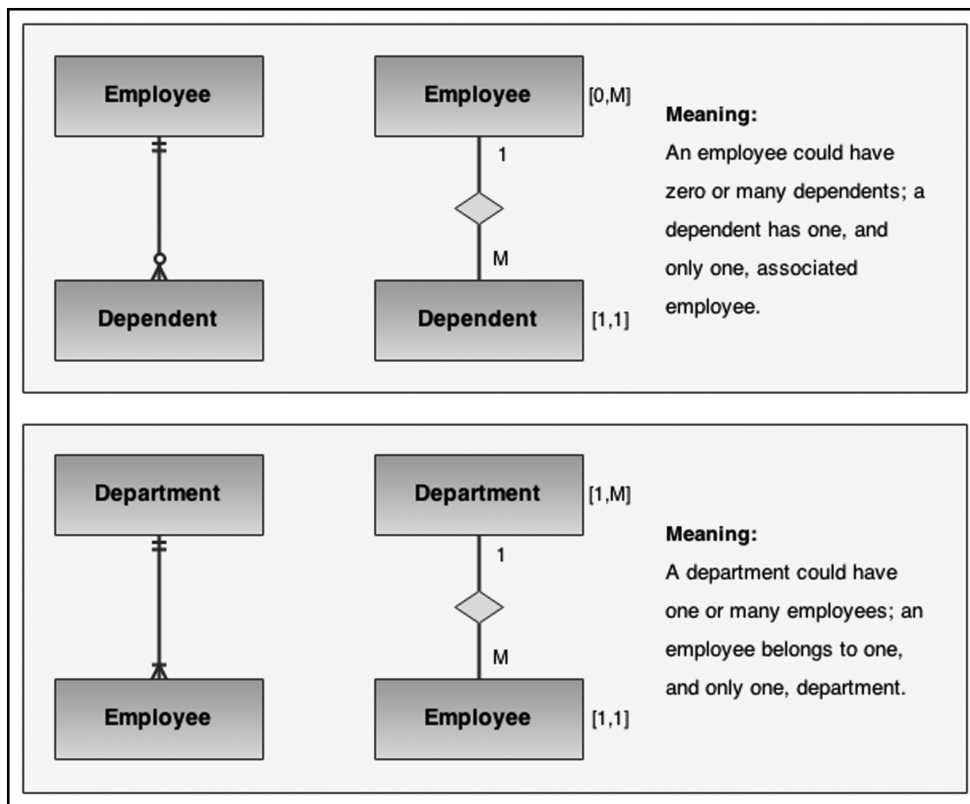 Employee
Employee
[0,M]
1
M
Dependent
Dependent
[1,1]
Meaning:
An employee could have
zero or many dependents; a
dependent has one, and
only one, associated
employee.
Department
Department
[1,M]
1
M
Employee
Employee
[1,1]
Meaning:
A department could have
one or many employees; an
employee belongs to one,
and only one, department.